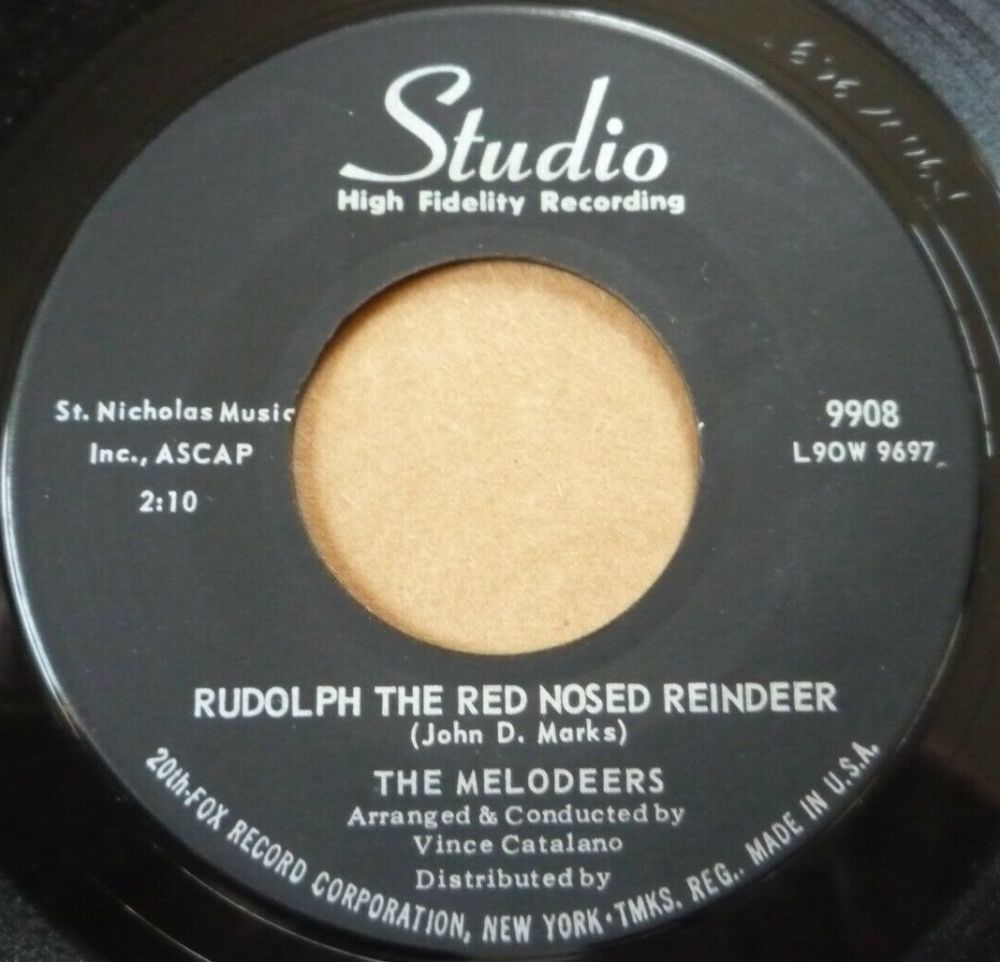 Studio
High Fidelity Recording
St. Nicholas Music
Inc., ASCAP
2:10
9908
L90W 9697
RUDOLPH THE RED NOSED REINDEER
(John D. Marks)
THE MELODEERS
Arranged & Conducted by
Vince Catalano
Distributed by
20th-FOX RECORD CORPORATION, NEW YORK • TMKS. REG., MADE IN U.S.A.